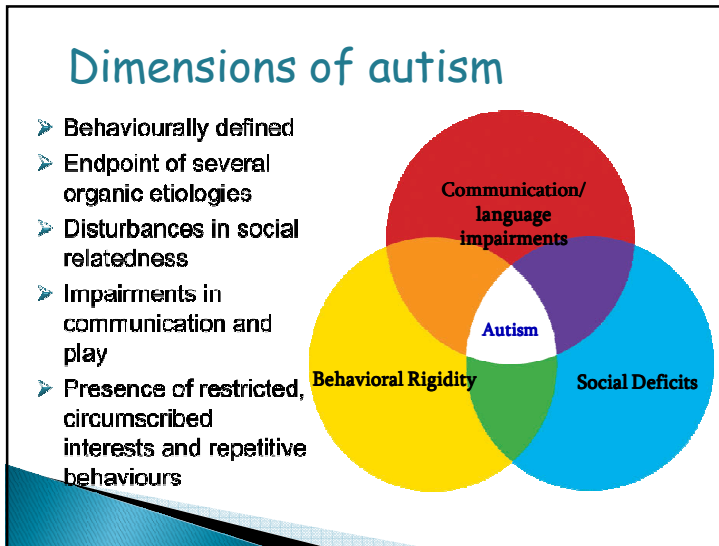 Dimensions of autism
Behaviourally defined
Endpoint of several
organic etiologies
Disturbances in social
relatedness
Impairments in
communication and
play
Presence of restricted,
circumscribed
interests and repetitive
behaviours
Communication/
language
impairments
Autism
Behavioral Rigidity
Social Deficits